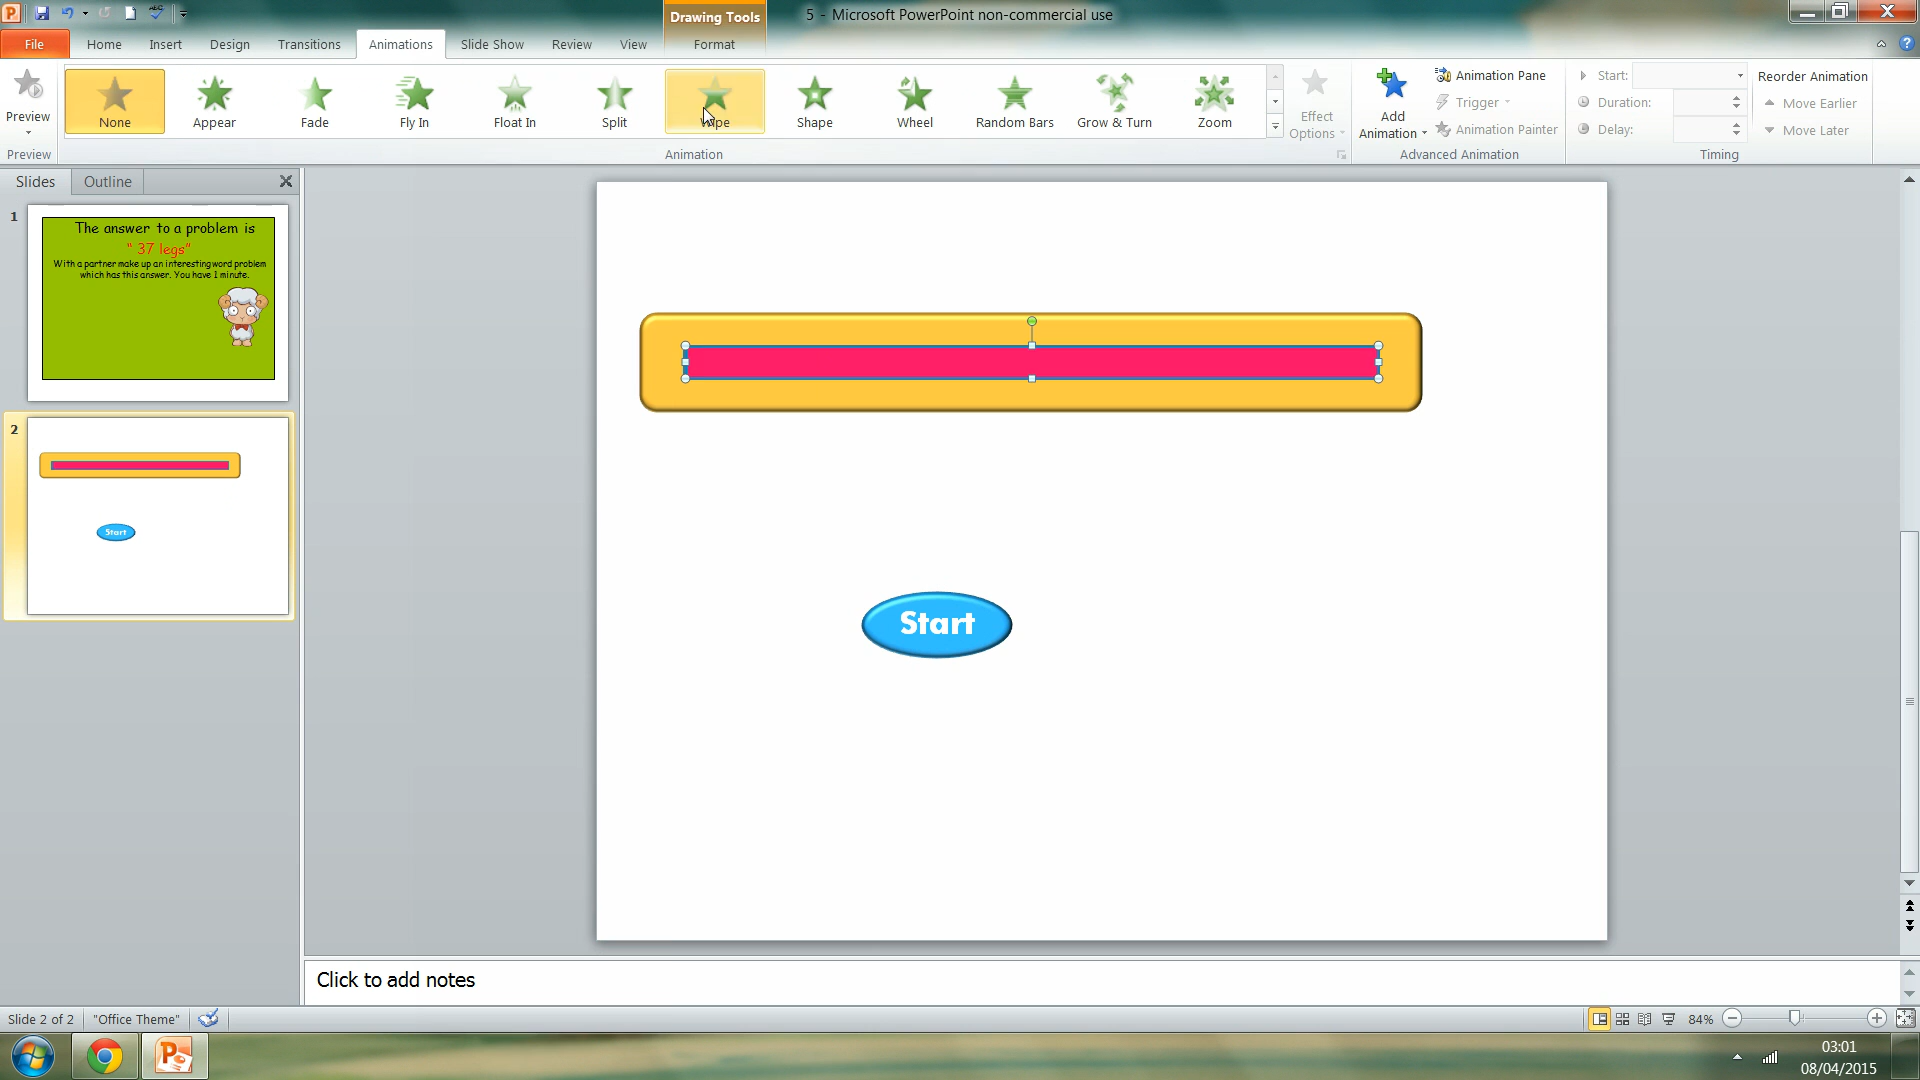 5 - Microsoft PowerPoint non-commercial use
Drawing Tools
File
Home
Insert
Design
Transitions
Animations
Slide Show
Review
View
Format
Preview
None
Appear
Fade
Fly In
Float In
Split
Wipe
Shape
Wheel
Random Bars
Grow & Turn
Zoom
Effect
Options
Add
Animation
Animation Pane
Trigger
Animation Painter
Start:
Duration:
Delay:
Reorder Animation
Move Earlier
Move Later
Preview
Animation
Advanced Animation
Timing
Slides
Outline
1
The answer to a problem is
" 37 legs"
With a partner make up an interesting word problem
which has this answer. You have 1 minute.
2
Start
Start
Click to add notes
Slide 2 of 2
"Office Theme"
84%
03:01
08/04/2015